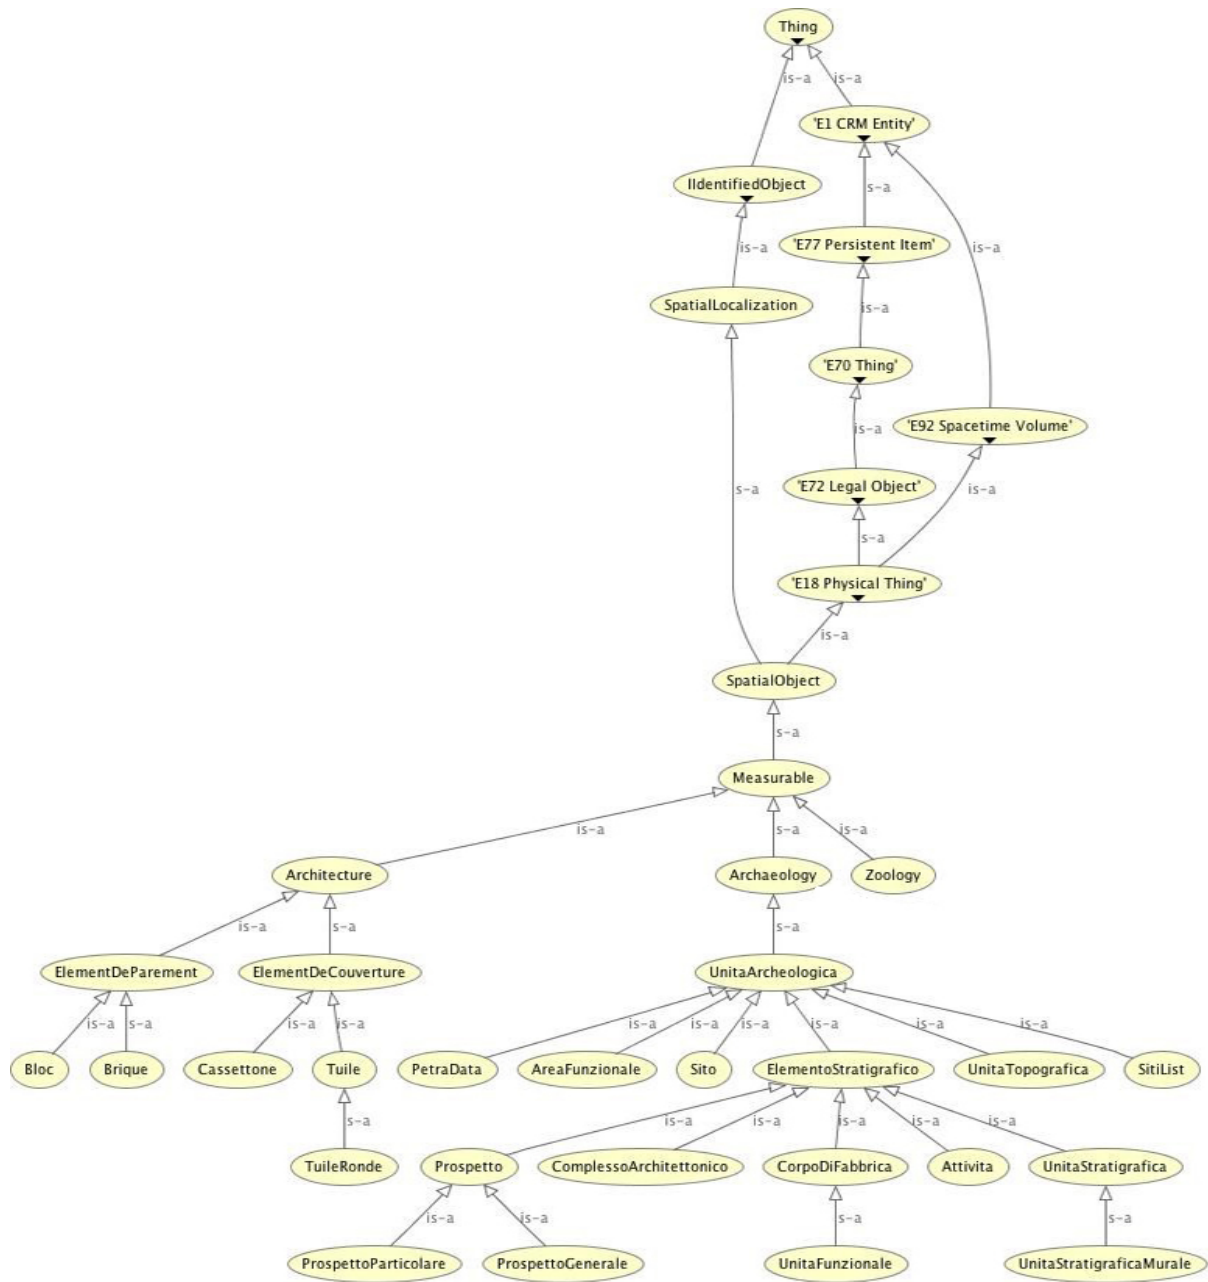 Thing
is-a
is-a
'E1 CRM Entity'
IIdentifiedObject
s-a
'E77 Persistent Item'
is-a
is-a
SpatialLocalization
is-a
'E70 Thing'
'E92 Spacetime Volume'
is-a
'E72 Legal Object'
s-a
is-a
s-a
'E18 Physical Thing'
is-a
SpatialObject
s-a
Measurable
is-a
s-a
is-a
Architecture
Archaeology
Zoology
is-a
s-a
s-a
ElementDeParement
ElementDeCouverture
UnitaArcheologica
is-a
s-a
is-a
is-a
is-a
is-a
is-a
is-a
is-a
is-a
Bloc
Brique
Cassettone
Tuile
PetraData
AreaFunzionale
Sito
ElementoStratigrafico
UnitaTopografica
SitiList
s-a
is-a
is-a
is-a
is-a
is-a
TuileRonde
Prospetto
ComplessoArchitettonico
CorpoDiFabbrica
Attivita
UnitaStratigrafica
is-a
is-a
s-a
s-a
ProspettoParticolare
ProspettoGenerale
UnitaFunzionale
UnitaStratigraficaMurale